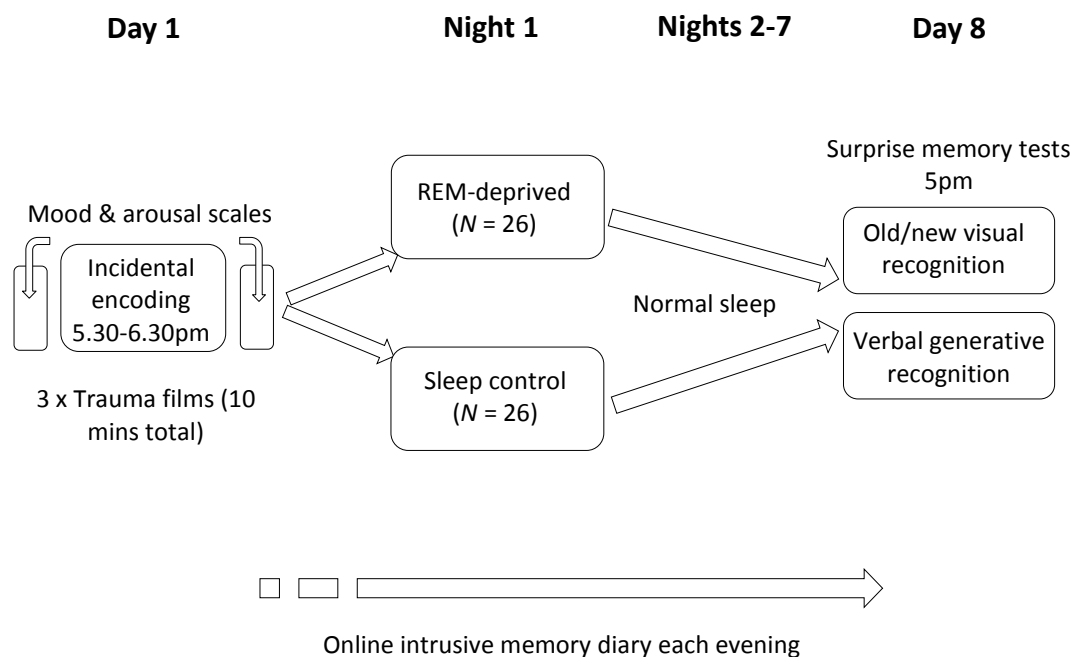 Day 1
Night 1
Nights 2-7
Day 8
Mood & arousal scales
Incidental
encoding
5.30-6.30pm
3 x Trauma films (10
mins total)
REM-deprived
(N = 26)
Sleep control
(N = 26)
Normal sleep
Surprise memory tests
5pm
Old/new visual
recognition
Verbal generative
recognition
Online intrusive memory diary each evening